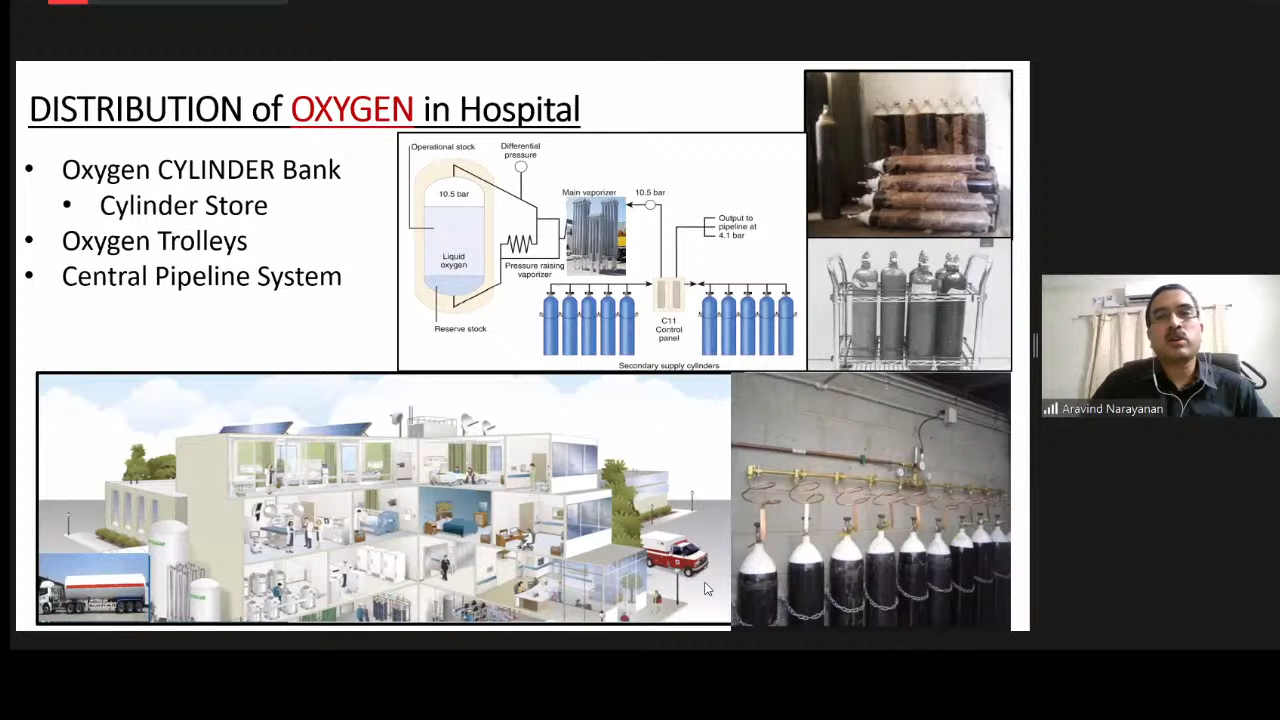 DISTRIBUTION of OXYGEN in Hospital
• Oxygen CYLINDER Bank
• Cylinder Store
• Oxygen Trolleys
• Central Pipeline System
Operational stock
Differential
pressure
10.5 bar
Main vaporizer
10.5 bar
Output to
pipeline at
4.1 bar
Liquid
oxygen
Pressure raising
vaporizer
Reserve stock
C11
Control
panel
Secondary supply cylinders
Aravind Narayanan